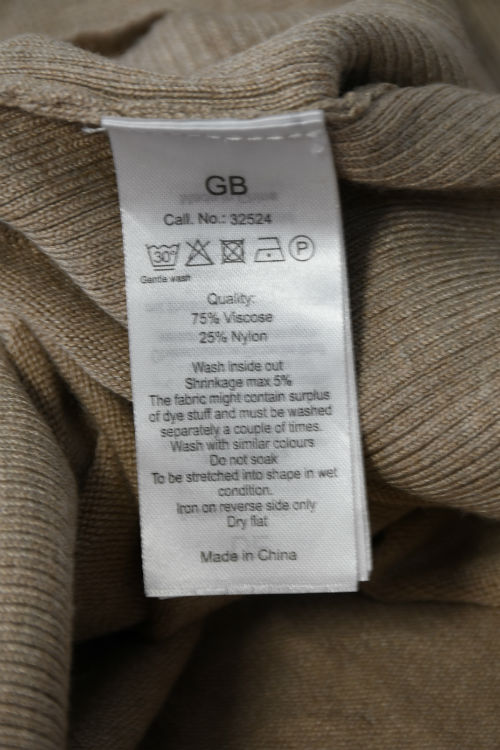 GB
Call. No.: 32524
30°
P
Gentle wash
Quality:
75% Viscose
25% Nylon
Wash inside out
Shrinkage max 5%
The fabric might contain surplus
of dye stuff and must be washed
separately a couple of times.
Wash with similar colours
Do not soak
To be stretched into shape in wet
condition.
Iron on reverse side only
Dry flat
Made in China